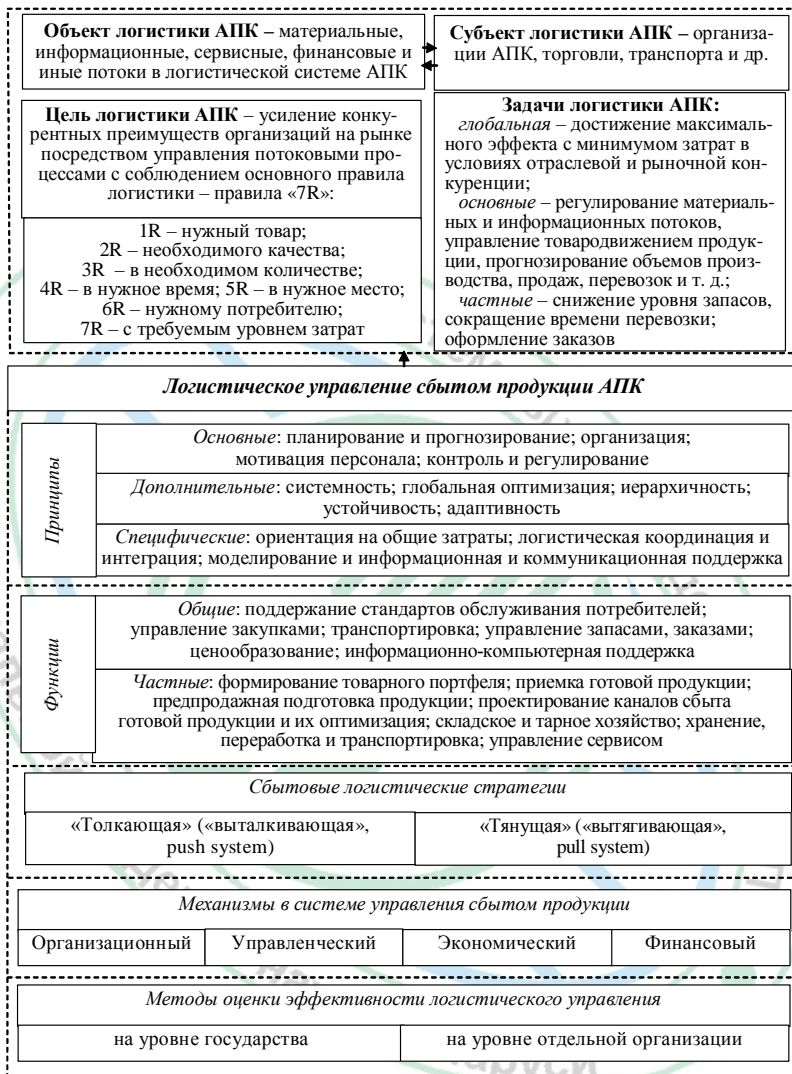 Объект логистики АПК – материальные,
информационные, сервисные, финансовые и
иные потоки в логистической системе АПК
Субъект логистики АПК – организа-
ции АПК, торговли, транспорта и др.
Цель логистики АПК – усиление конку-
рентных преимуществ организаций на рынке
посредством управления потоковыми про-
цессами с соблюдением основного правила
логистики – правила «7R»:
1R – нужный товар;
2R – необходимого качества;
3R – в необходимом количестве;
4R – в нужное время; 5R – в нужное место;
6R – нужному потребителю;
7R – с требуемым уровнем затрат
Задачи логистики АПК:
глобальная – достижение максималь-
ного эффекта с минимумом затрат в
условиях отраслевой и рыночной кон-
куренции;
основные – регулирование материаль-
ных и информационных потоков,
управление товародвижением продук-
ции, прогнозирование объемов произ-
водства, продаж, перевозок и т. д.;
частные – снижение уровня запасов,
сокращение времени перевозки;
оформление заказов
Логистическое управление сбытом продукции АПК
Принципы
Основные: планирование и прогнозирование; организация;
мотивация персонала; контроль и регулирование
Дополнительные: системность; глобальная оптимизация; иерархичность;
устойчивость; адаптивность
Специфические: ориентация на общие затраты; логистическая координация и
интеграция; моделирование и информационная и коммуникационная поддержка
Функции
Общие: поддержание стандартов обслуживания потребителей;
управление закупками; транспортировка; управление запасами, заказами;
ценообразование; информационно-компьютерная поддержка
Частные: формирование товарного портфеля; приемка готовой продукции;
предпродажная подготовка продукции; проектирование каналов сбыта
готовой продукции и их оптимизация; складское и тарное хозяйство; хранение,
переработка и транспортировка; управление сервисом
Сбытовые логистические стратегии
«Толкающая» («выталкивающая»,
push system)
«Тянущая» («вытягивающая»,
pull system)
Механизмы в системе управления сбытом продукции
Организационный
Управленческий
Экономический
Финансовый
Методы оценки эффективности логистического управления
на уровне государства
на уровне отдельной организации